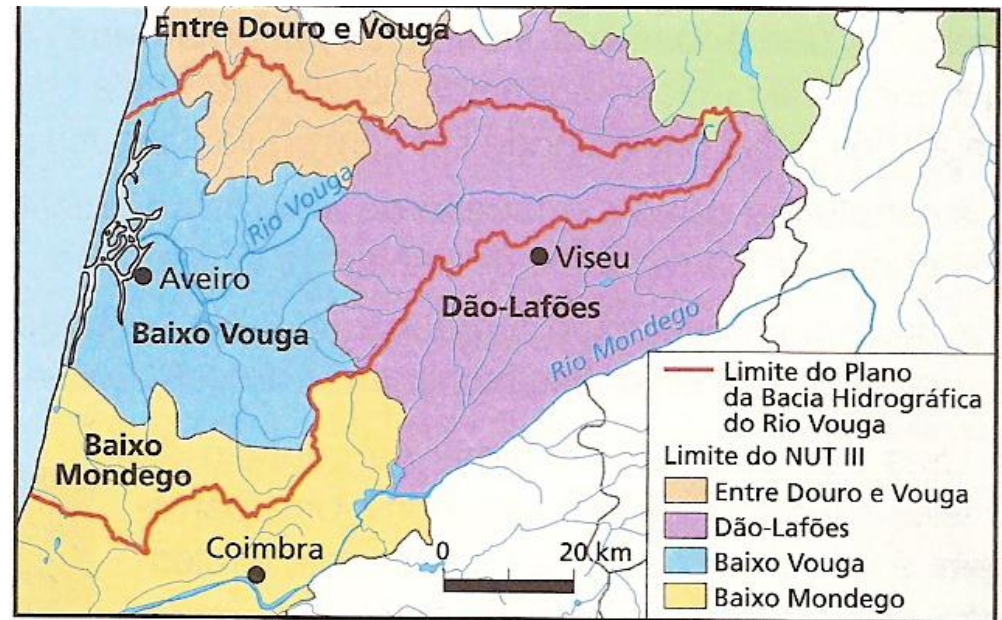 Entre Douro e Vouga
Rio Vouga
Aveiro
Viseu
Dão-Lafões
Baixo Vouga
Rio Mondego
Baixo
Mondego
Coimbra
0 20 km
Limite do Plano
da Bacia Hidrográfica
do Rio Vouga
Limite do NUT III
Entre Douro e Vouga
Dão-Lafões
Baixo Vouga
Baixo Mondego